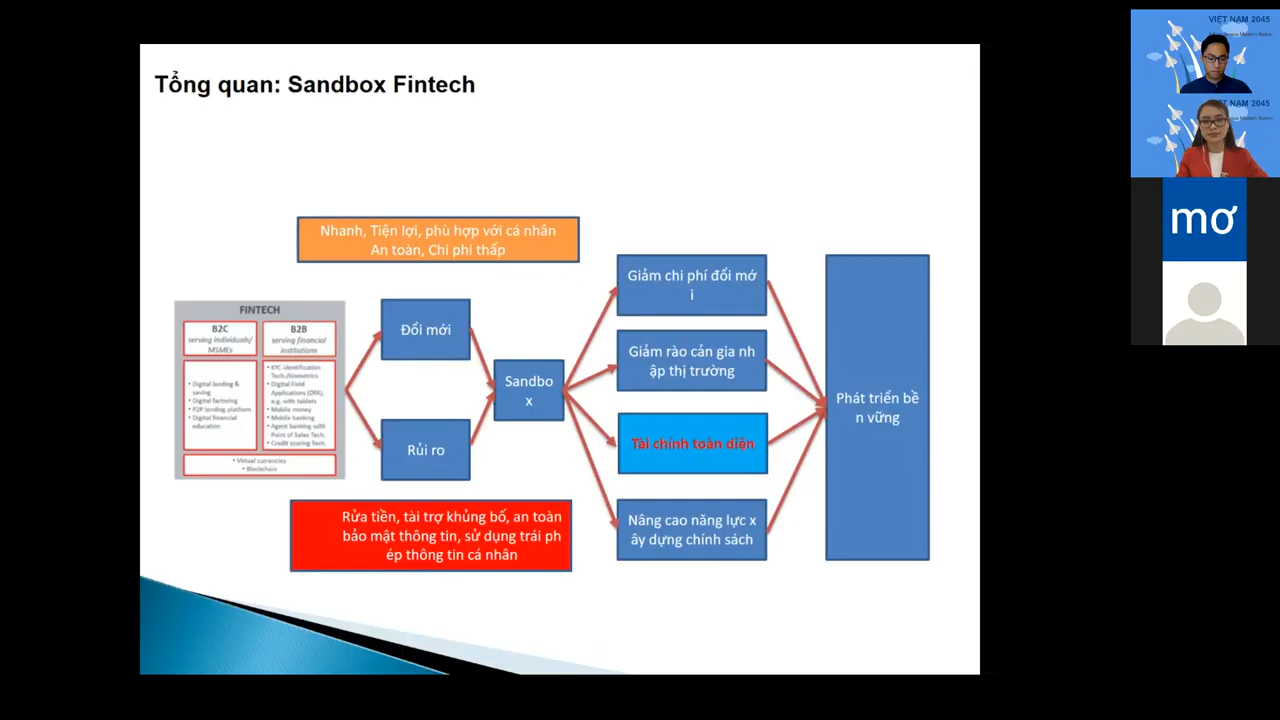 Tổng quan: Sandbox Fintech
Nhanh, Tiện lợi, phù hợp với cá nhân
An toàn, Chi phí thấp
FINTECH
B2C
serving individuals/
MSMEs
B2B
serving financial
institutions
• Digital lending &
saving
• Digital factoring
• P2P lending platform
• Digital financial
education
• KYC identification
Tech./biometrics
• Digital Field
Applications (DFA),
e.g. with tablets
• Mobile money
• Mobile banking
• Agent banking with
Point of Sales Tech.
• Credit scoring Tech.
• Virtual currencies
• Blockchain
Đổi mới
Rủi ro
Sandbo
x
Giảm chi phí đổi mớ
i
Giảm rào cản gia nh
ập thị trường
Tài chính toàn diện
Nâng cao năng lực x
ây dựng chính sách
Phát triển bề
n vững
Rửa tiền, tài trợ khủng bố, an toàn
bảo mật thông tin, sử dụng trái ph
ép thông tin cá nhân
VIỆT NAM 2045
VIỆT NAM 2045
mơ